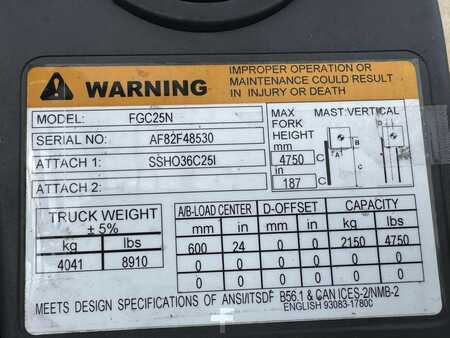 WARNING
IMPROPER OPERATION OR
MAINTENANCE COULD RESULT
IN INJURY OR DEATH
MODEL: FGC25N
SERIAL NO: AF82F48530
ATTACH 1: SSHO36C25I
ATTACH 2:
MAX
FORK
HEIGHT
mm
4750 C
in
187 C
MAST:VERTICAL
D
A
B
C
TRUCK WEIGHT
± 5%
kg lbs
4041 8910
A/B-LOAD CENTER D-OFFSET CAPACITY
mm in mm in kg lbs
600 24 0 0 2150 4750
0 0 0 0 0 0
0 0 0 0 0 0
MEETS DESIGN SPECIFICATIONS OF ANSI/ITSDF B56.1 & CAN ICES-2/NMB-2
ENGLISH 93083-1780C